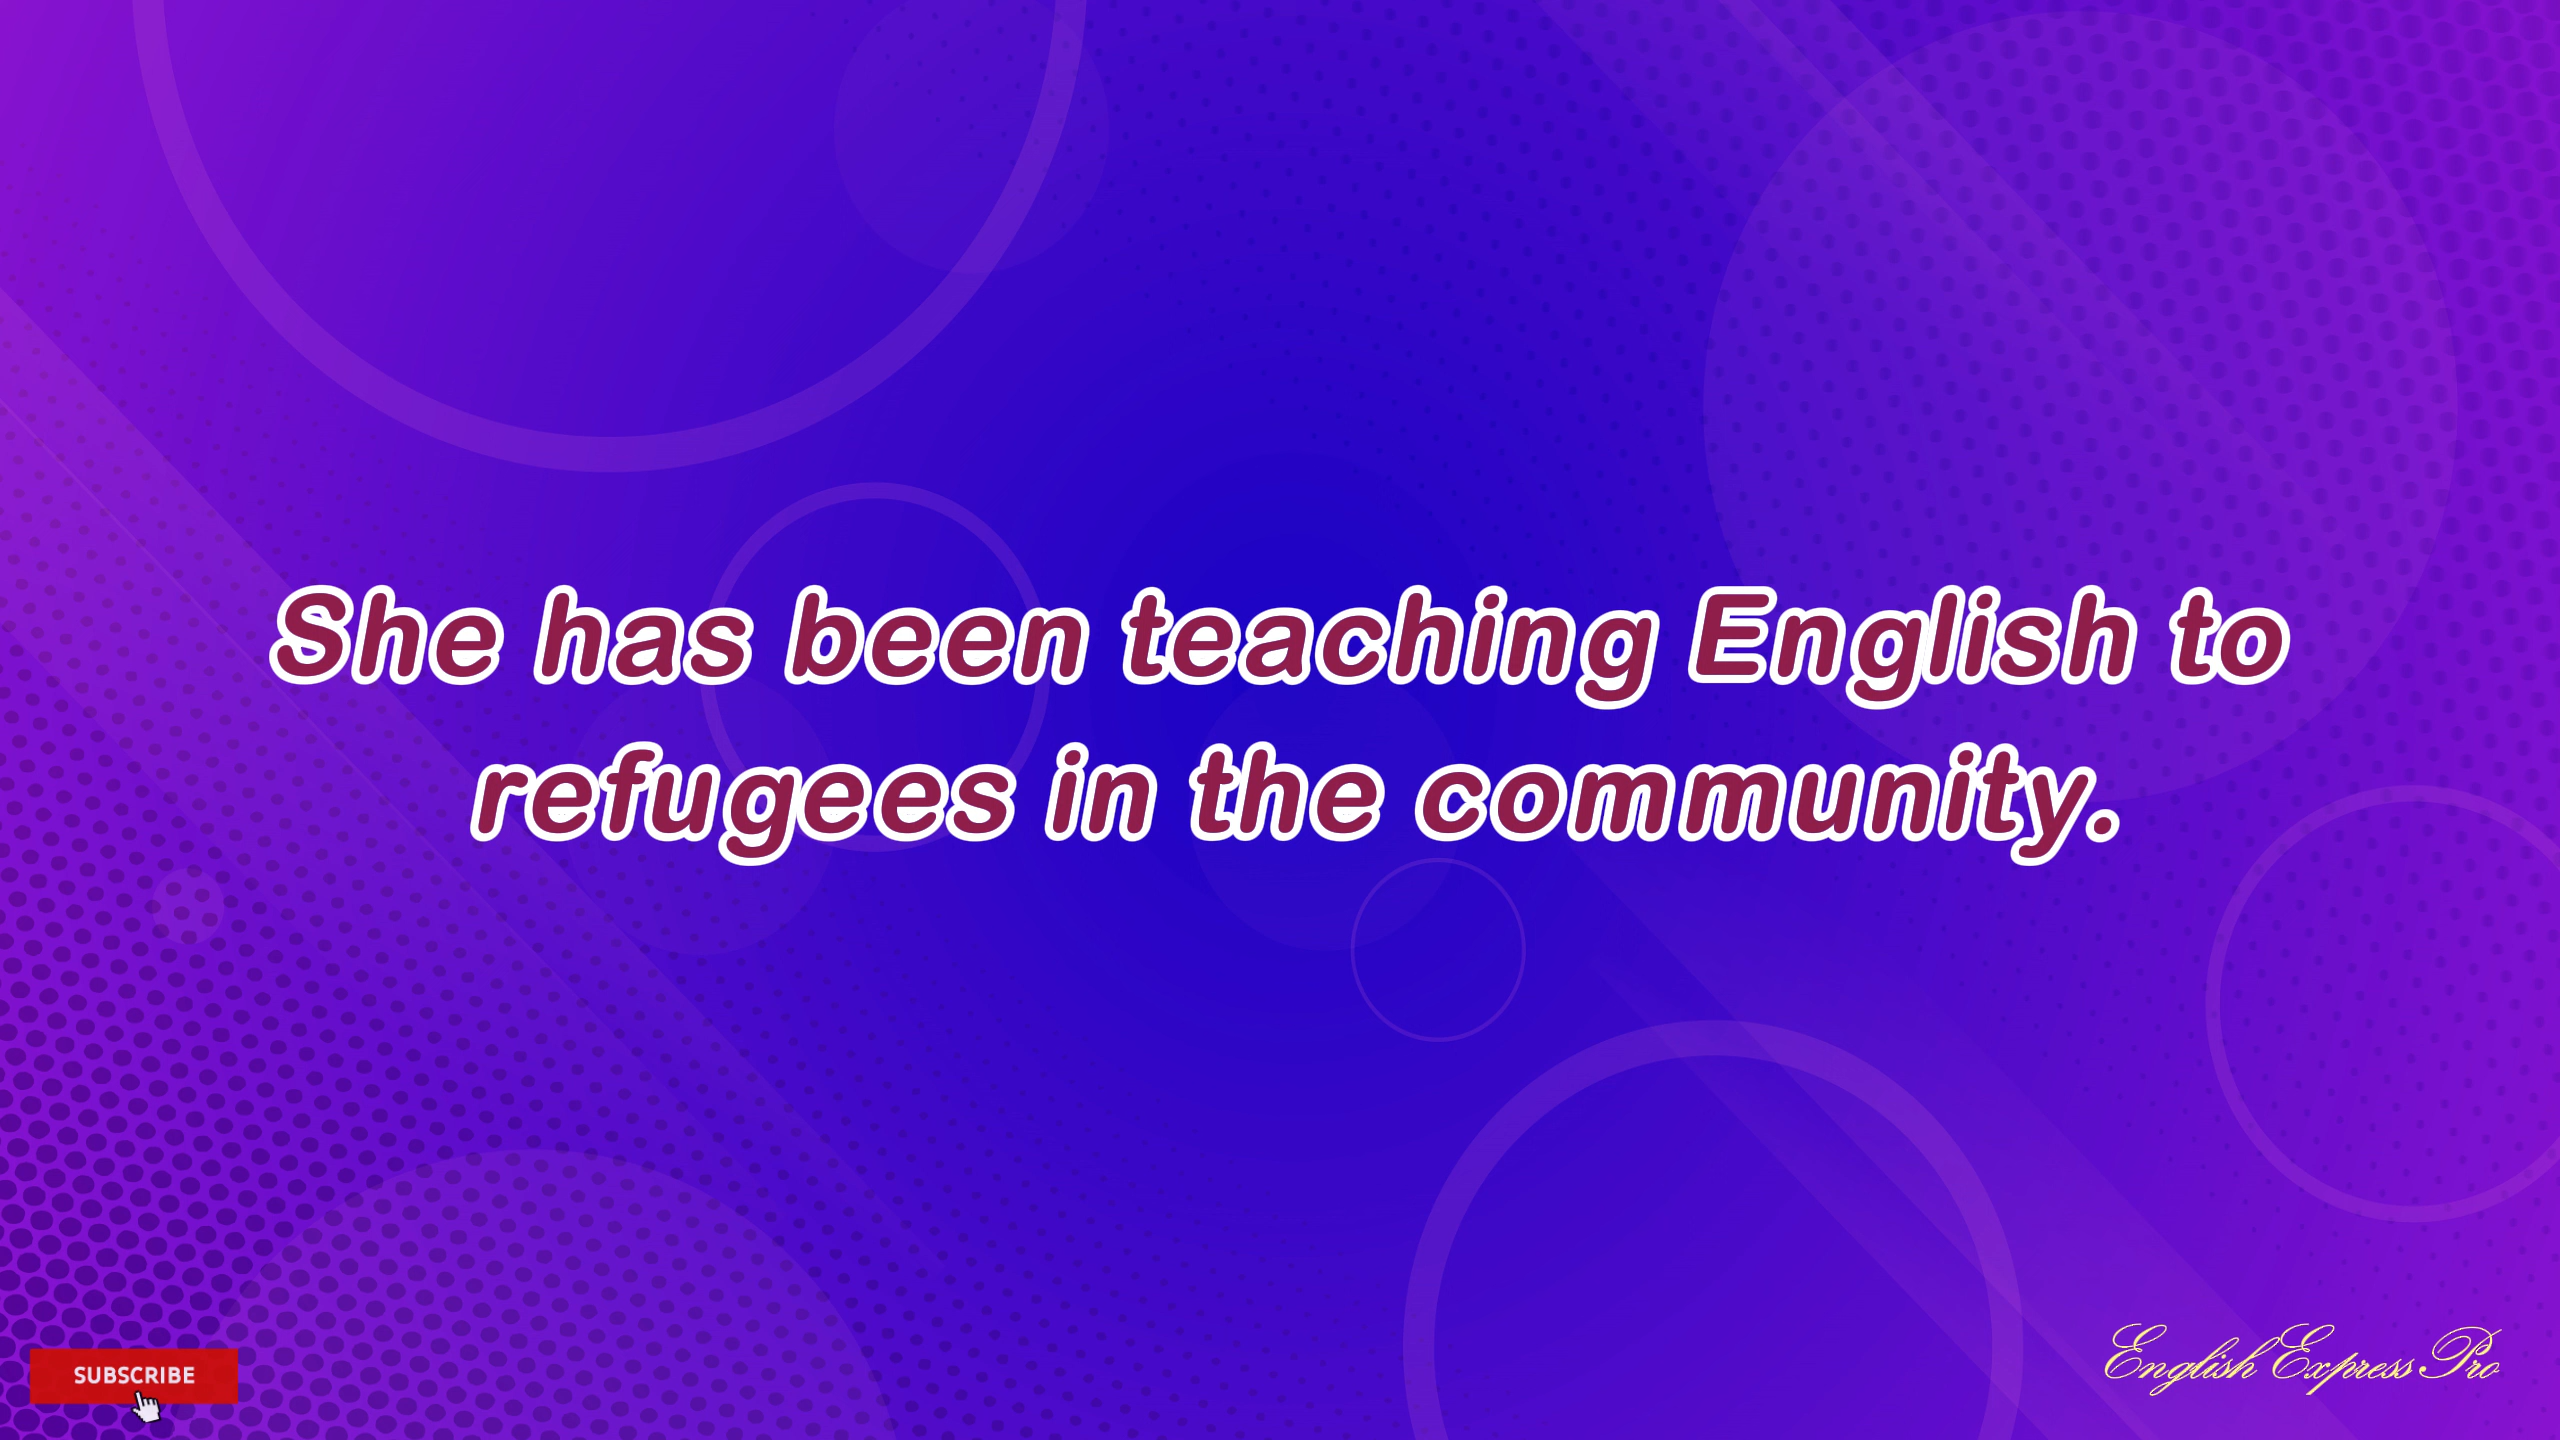 She has been teaching English to
refugees in the community.
SUBSCRIBE
English Express Pro